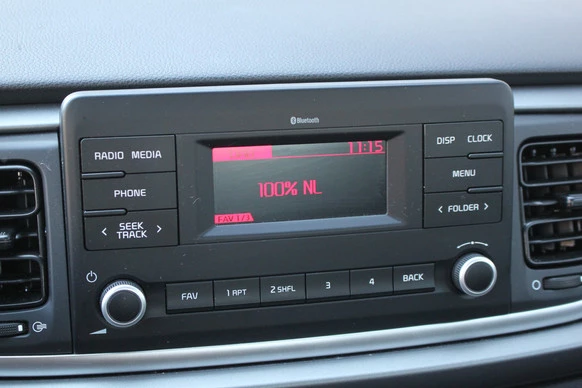 Bluetooth
RADIO MEDIA
PHONE
< SEEK TRACK >
11:15
100% NL
FAV 1/1
DISP CLOCK
MENU
< FOLDER >
FAV
1 RPT
2 SHFL
3
4
BACK